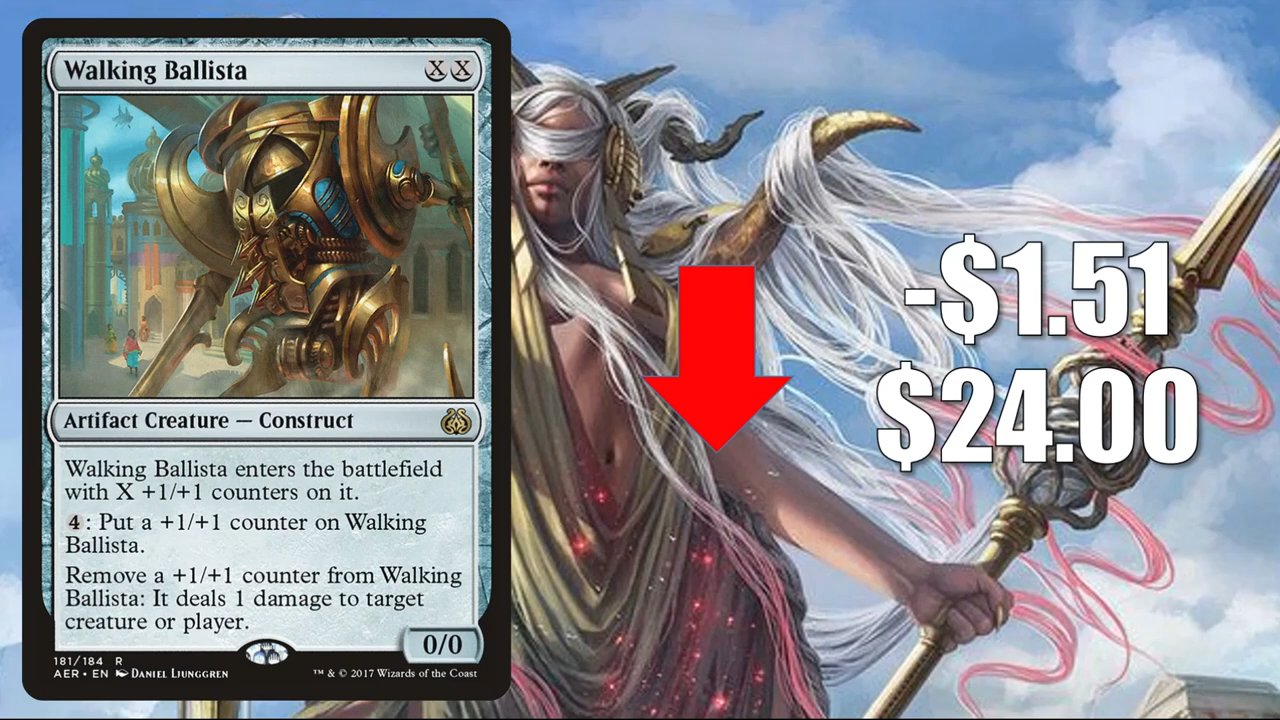 Walking Ballista XX
Artifact Creature — Construct
Walking Ballista enters the battlefield
with X +1/+1 counters on it.
4: Put a +1/+1 counter on Walking
Ballista.
Remove a +1/+1 counter from Walking
Ballista: It deals 1 damage to target
creature or player.
0/0
181/184 R
AER • EN Daniel Ljunggren
™ & © 2017 Wizards of the Coast
-$1.51
$24.00